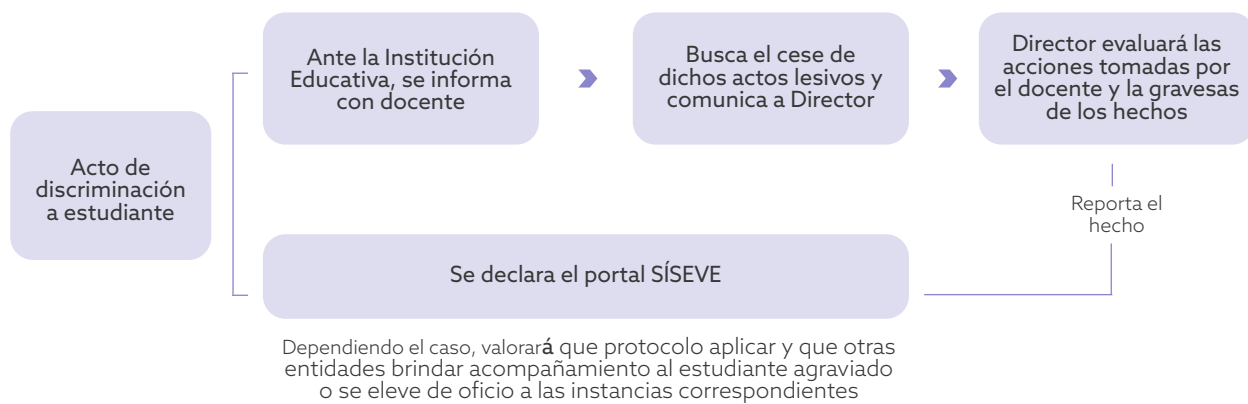 Acto de
discriminación
a estudiante
Ante la Institución
Educativa, se informa
con docente
Busca el cese de
dichos actos lesivos y
comunica a Director
Director evaluará las
acciones tomadas por
el docente y la gravesas
de los hechos
Reporta el
hecho
Se declara el portal SÍSEVE
Dependiendo el caso, valorará que protocolo aplicar y que otras
entidades brindar acompañamiento al estudiante agraviado
o se eleve de oficio a las instancias correspondientes